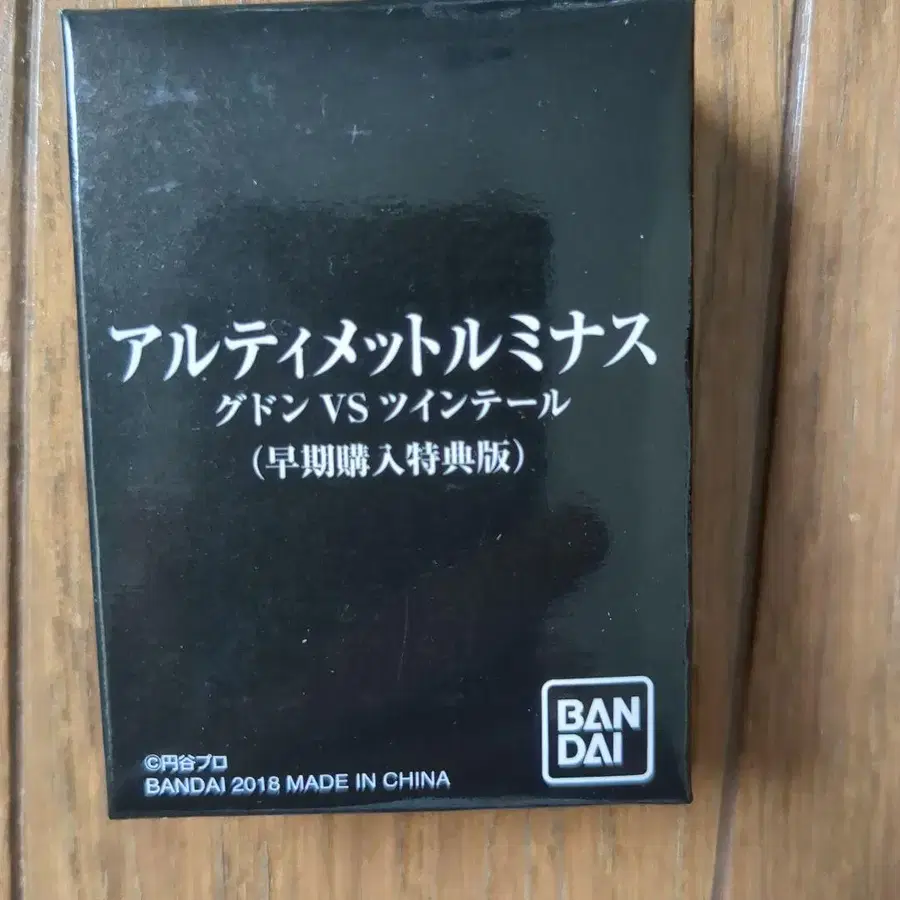 アルティメットルミナス
グドン VS ツインテール
（早期購入特典版）
BAN
DAI
©円谷プロ
BANDAI 2018 MADE IN CHINA